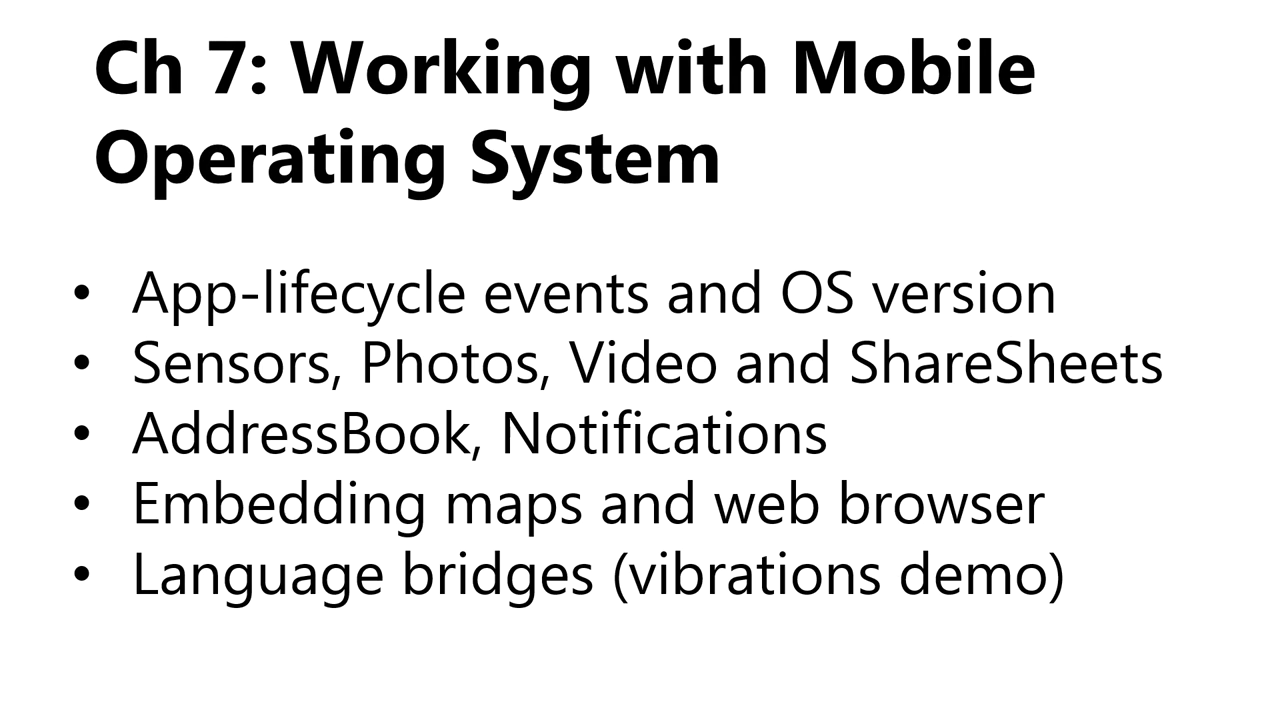 Ch 7: Working with Mobile
Operating System
• App-lifecycle events and OS version
• Sensors, Photos, Video and ShareSheets
• AddressBook, Notifications
• Embedding maps and web browser
• Language bridges (vibrations demo)